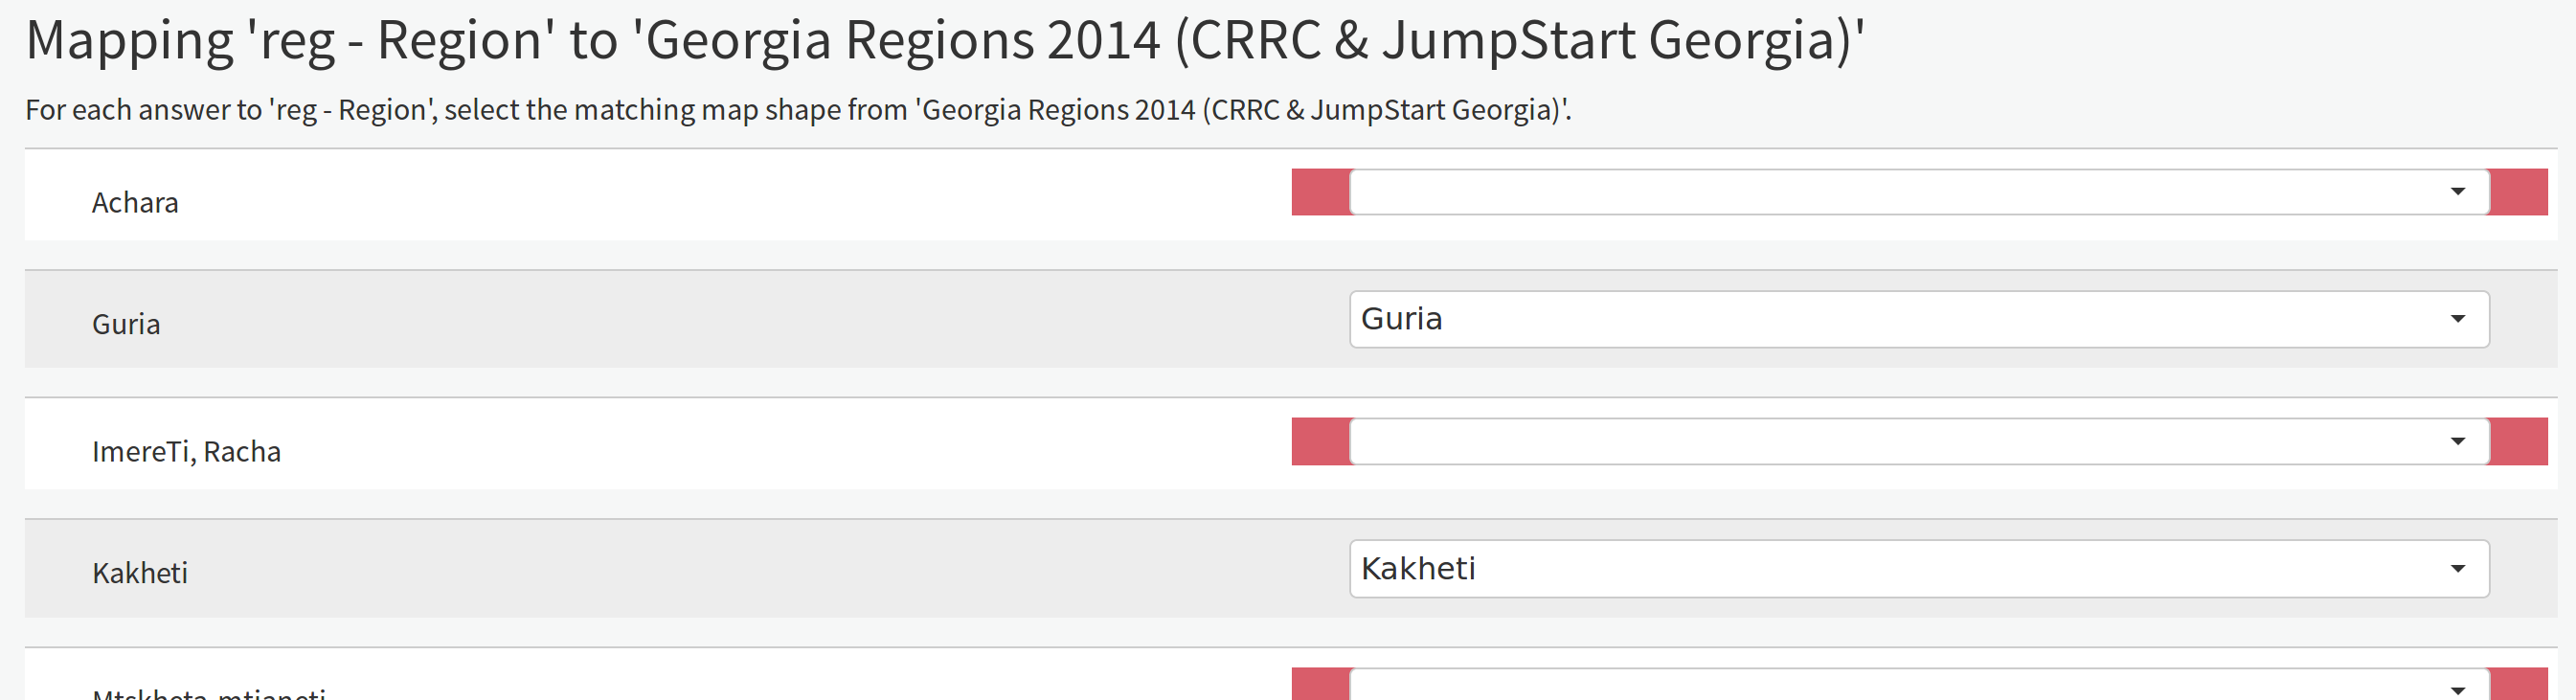 Mapping 'reg - Region' to 'Georgia Regions 2014 (CRRC & JumpStart Georgia)'
For each answer to 'reg - Region', select the matching map shape from 'Georgia Regions 2014 (CRRC & JumpStart Georgia)'.
Achara
Guria Guria
ImereTi, Racha
Kakheti Kakheti
Mtskheta-mtianeti